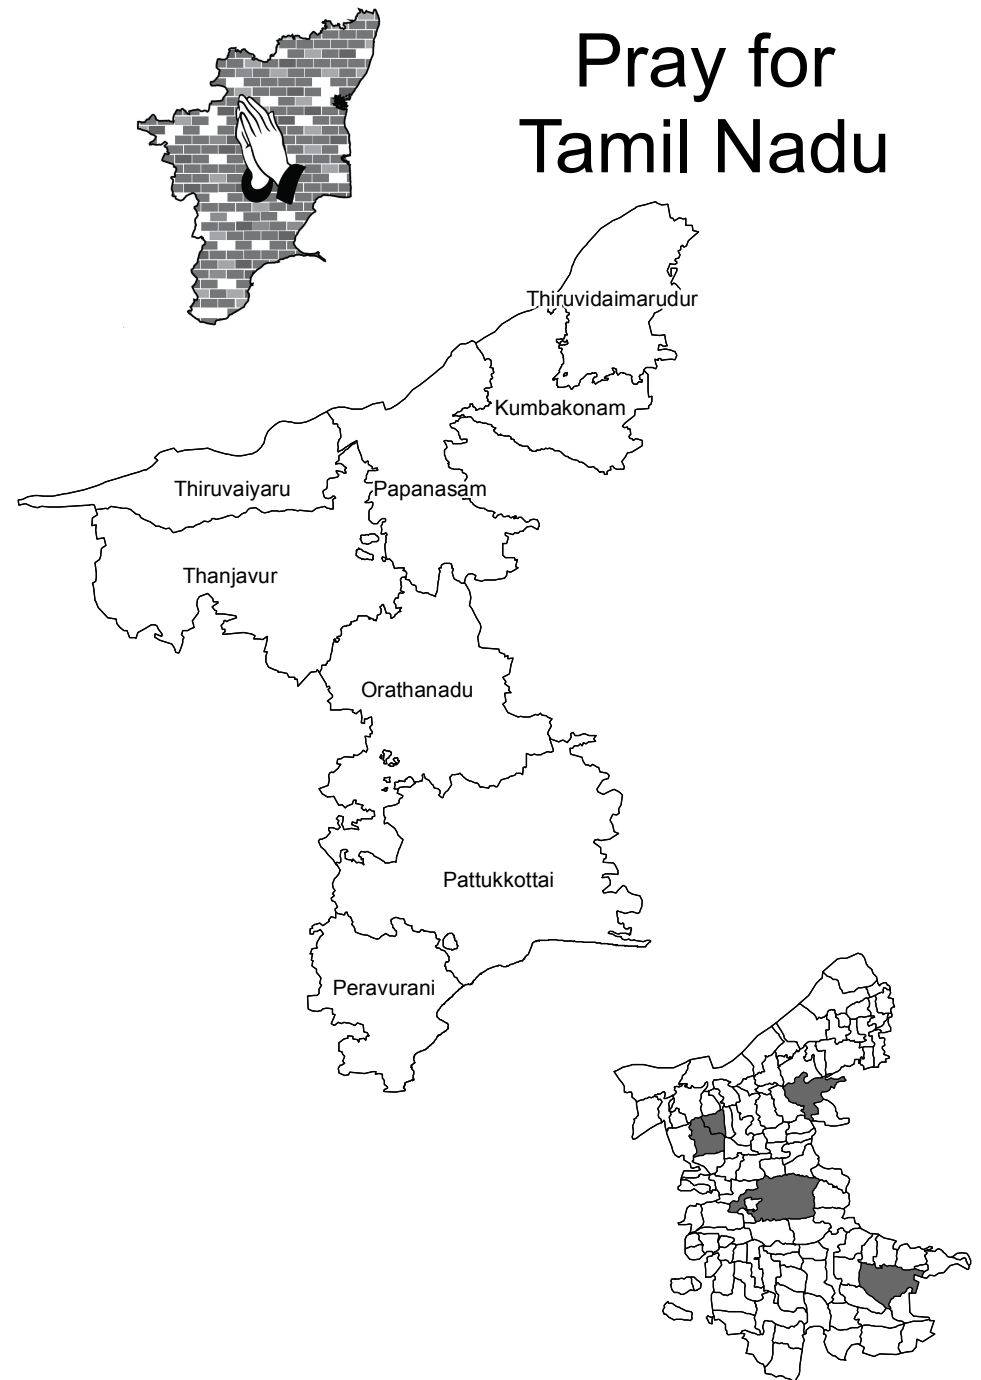 Pray for
Tamil Nadu
Thiruvidaimarudur
Kumbakonam
Thiruvaiyaru
Papanasam
Thanjavur
Orathanadu
Pattukkottai
Peravurani